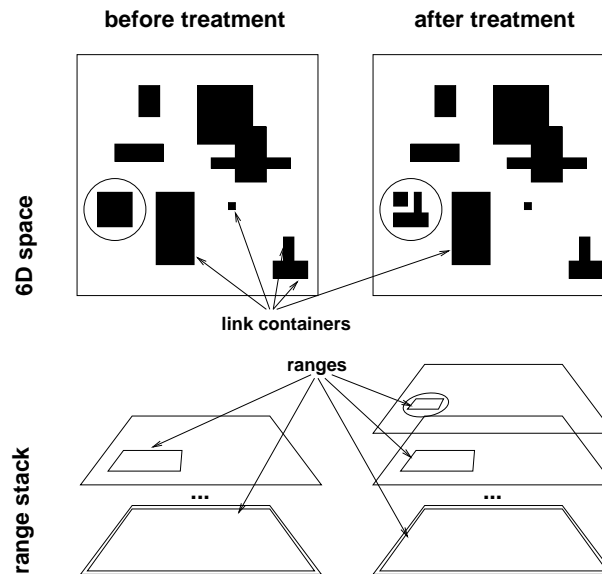 before treatment
after treatment
6D space
link containers
ranges
range stack
...
...